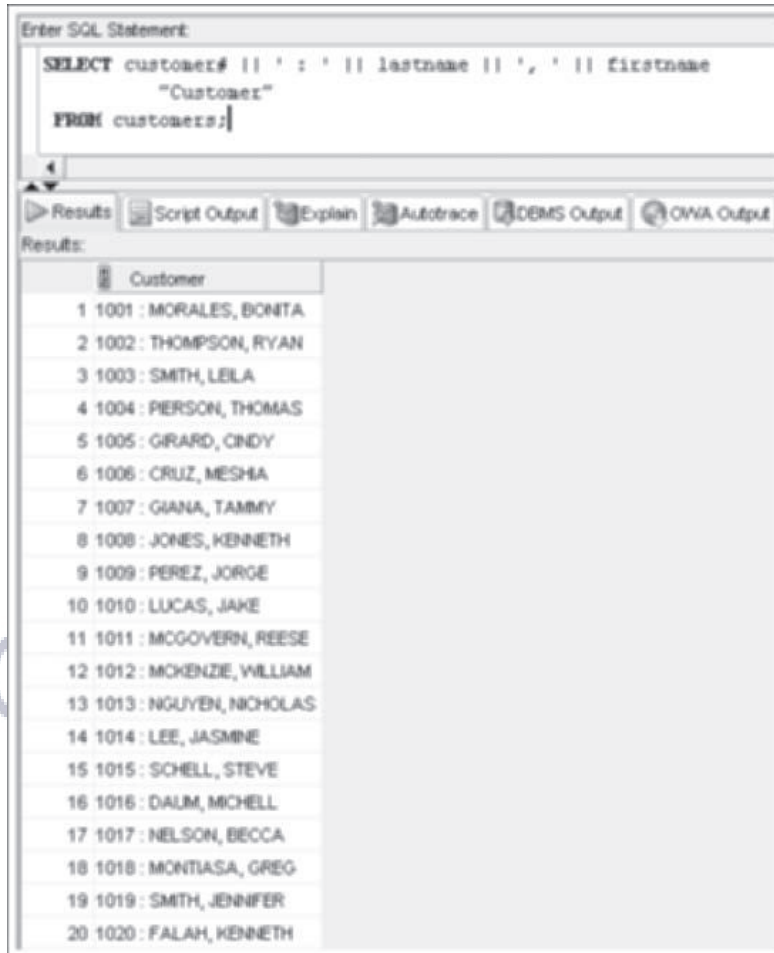 Enter SQL Statement:
SELECT customer# || ' : ' || lastname || ', ' || firstname
"Customer"
FROM customers;
Results Script Output Explain Autotrace DBMS Output OWA Output
Results:
Customer
1 1001 : MORALES, BONITA
2 1002 : THOMPSON, RYAN
3 1003 : SMITH, LEILA
4 1004 : PIERSON, THOMAS
5 1005 : GIRARD, CINDY
6 1006 : CRUZ, MESHIA
7 1007 : GIANA, TAMMY
8 1008 : JONES, KENNETH
9 1009 : PEREZ, JORGE
10 1010 : LUCAS, JAKE
11 1011 : MCGOVERN, REESE
12 1012 : MCKENZIE, WILLIAM
13 1013 : NGUYEN, NICHOLAS
14 1014 : LEE, JASMINE
15 1015 : SCHELL, STEVE
16 1016 : DAUM, MICHELL
17 1017 : NELSON, BECCA
18 1018 : MONTIASA, GREG
19 1019 : SMITH, JENNIFER
20 1020 : FALAH, KENNETH